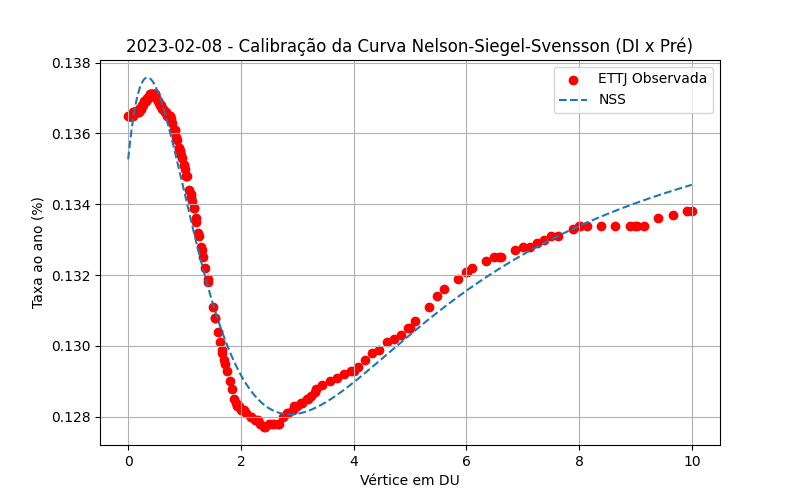 2023-02-08 - Calibração da Curva Nelson-Siegel-Svensson (DI x Pré)
0.138
0.136
0.134
0.132
0.130
0.128
Taxa ao ano (%)
ETTJ Observada
NSS
0 2 4 6 8 10
Vértice em DU